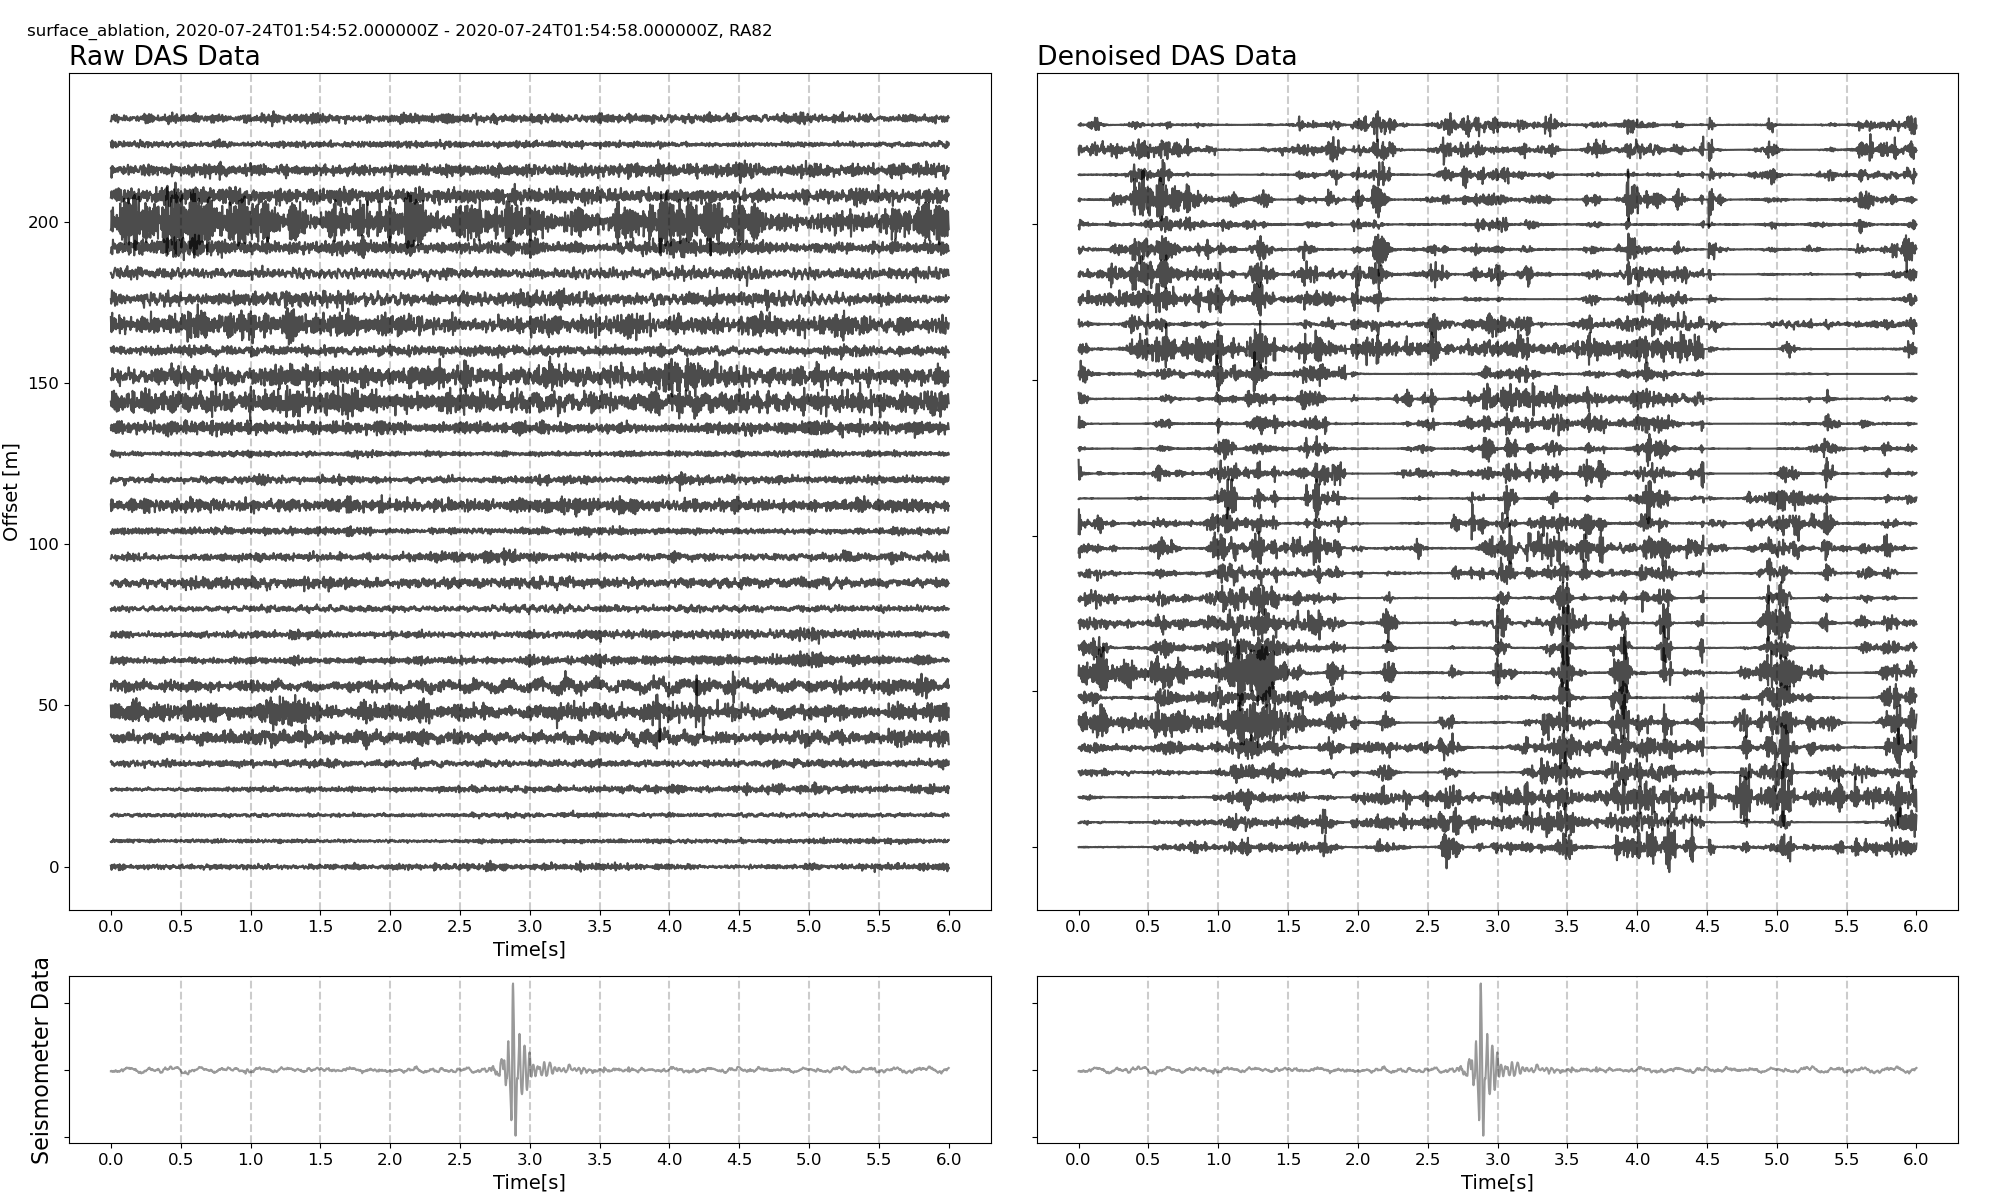 surface_ablation, 2020-07-24T01:54:52.000000Z - 2020-07-24T01:54:58.000000Z, RA82
Raw DAS Data
Denoised DAS Data
200
150
100
50
0
Offset [m]
0.0 0.5 1.0 1.5 2.0 2.5 3.0 3.5 4.0 4.5 5.0 5.5 6.0
Time[s]
0.0 0.5 1.0 1.5 2.0 2.5 3.0 3.5 4.0 4.5 5.0 5.5 6.0
Seismometer Data
0.0 0.5 1.0 1.5 2.0 2.5 3.0 3.5 4.0 4.5 5.0 5.5 6.0
Time[s]
0.0 0.5 1.0 1.5 2.0 2.5 3.0 3.5 4.0 4.5 5.0 5.5 6.0
Time[s]